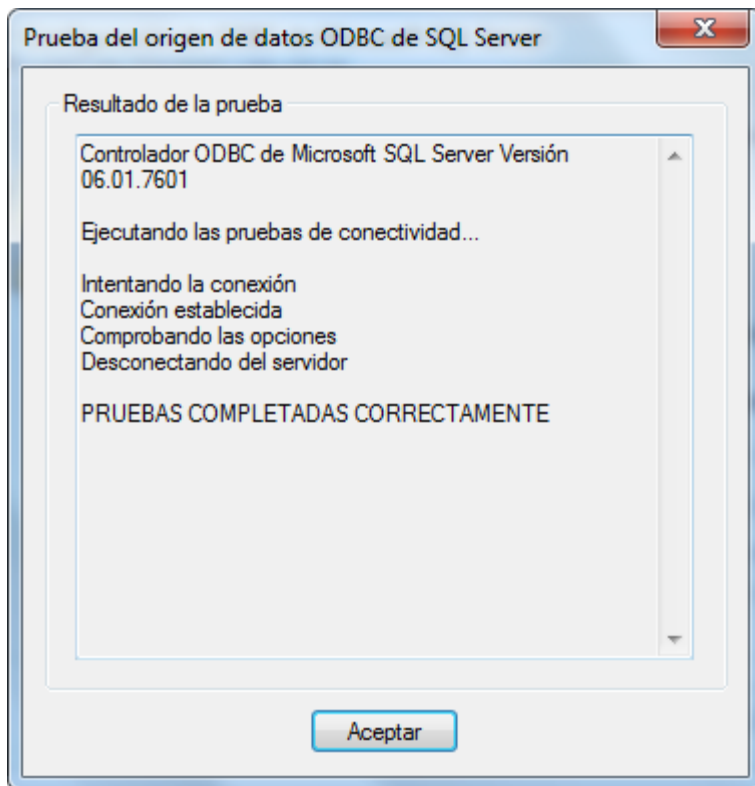 Prueba del origen de datos ODBC de SQL Server
Resultado de la prueba
Controlador ODBC de Microsoft SQL Server Versión
06.01.7601
Ejecutando las pruebas de conectividad...
Intentando la conexión
Conexión establecida
Comprobando las opciones
Desconectando del servidor
PRUEBAS COMPLETADAS CORRECTAMENTE
Aceptar